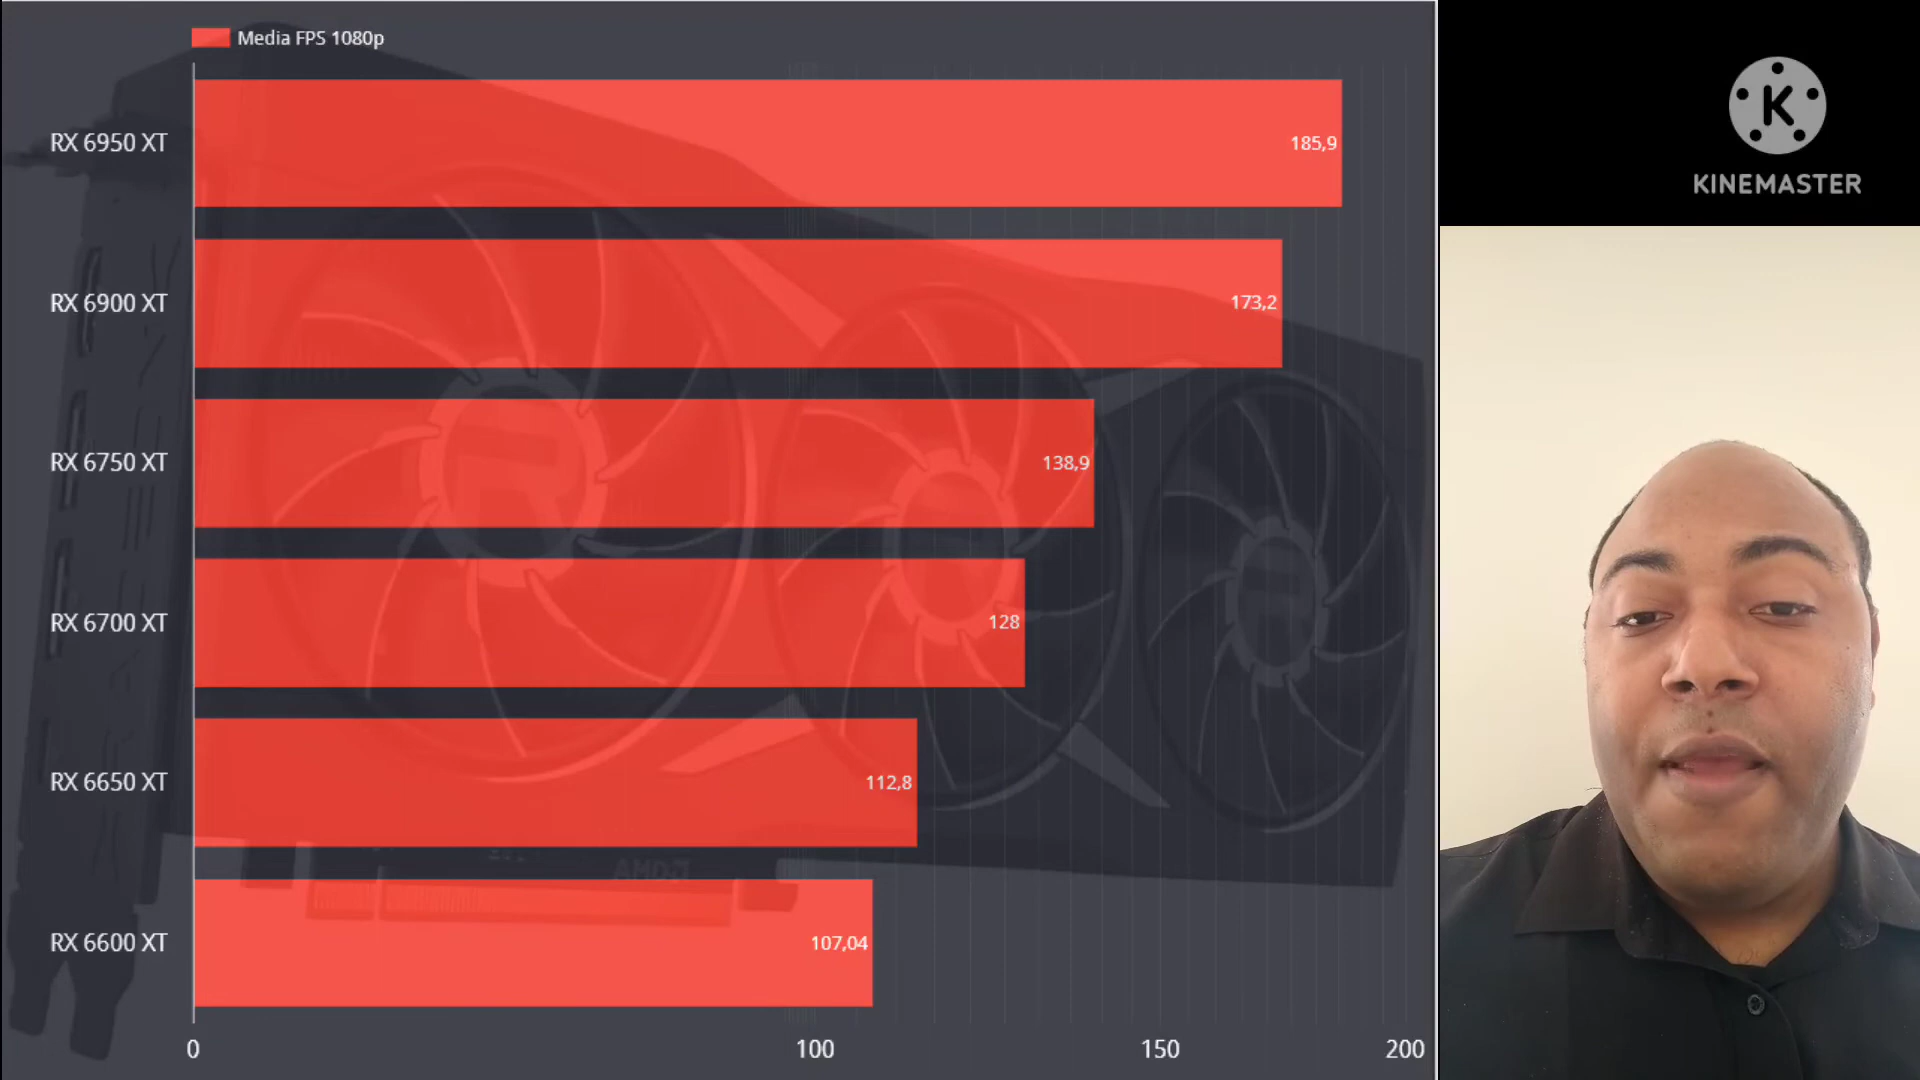 Media FPS 1080p
RX 6950 XT
185,9
RX 6900 XT
173,2
RX 6750 XT
138,9
RX 6700 XT
128
RX 6650 XT
112,8
AMD
RX 6600 XT
107,04
0
100
150
200
K
KINEMASTER